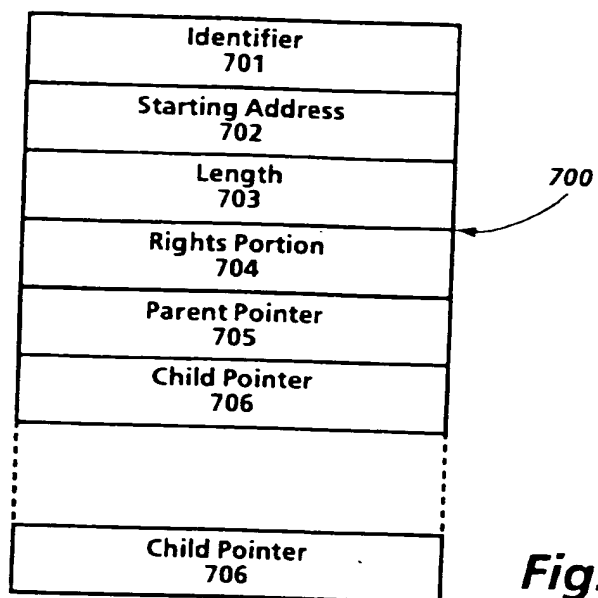 Identifier
701
Starting Address
702
Length
703
700
Rights Portion
704
Parent Pointer
705
Child Pointer
706
Child Pointer
706
Fig.